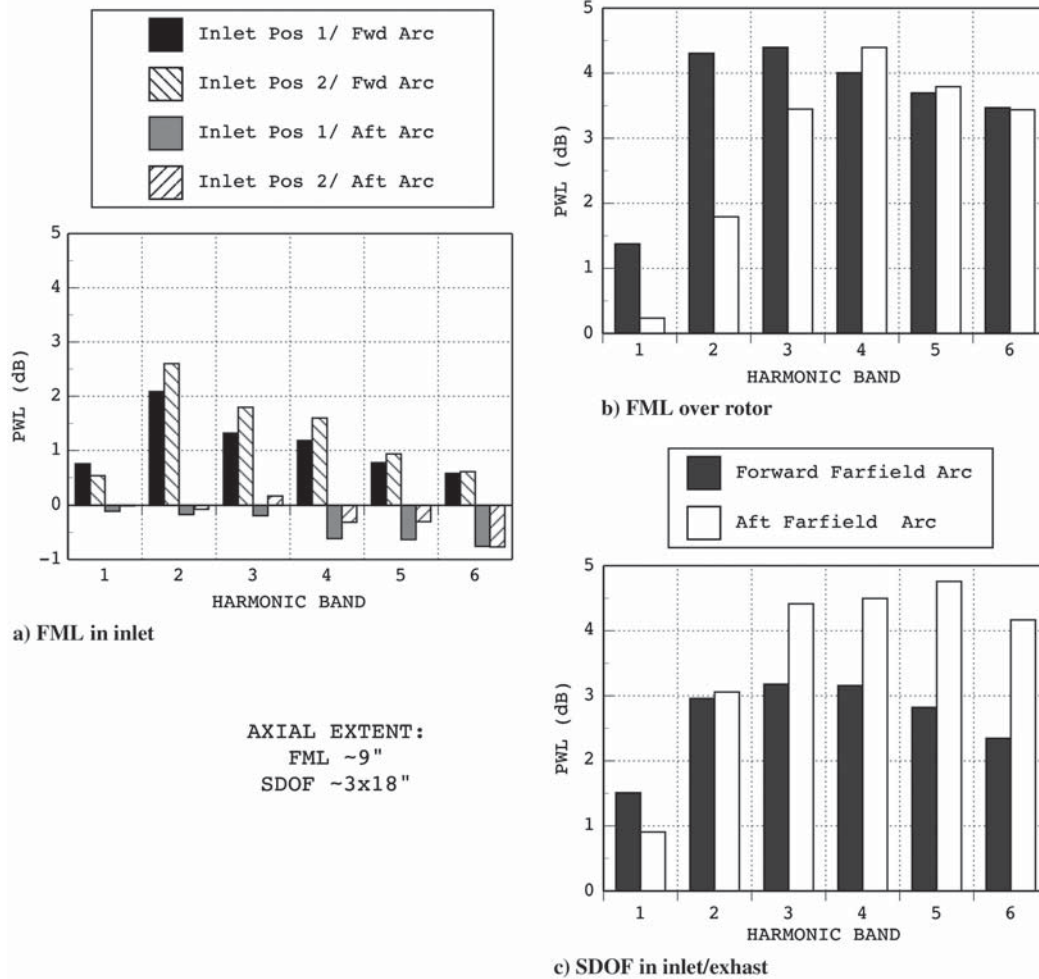 Inlet Pos 1/ Fwd Arc
Inlet Pos 2/ Fwd Arc
Inlet Pos 1/ Aft Arc
Inlet Pos 2/ Aft Arc
5
4
3
2
1
0
-1
PWL (dB)
1 2 3 4 5 6
HARMONIC BAND
a) FML in inlet
AXIAL EXTENT:
FML ~9"
SDOF ~3x18"
5
4
3
2
1
0
PWL (dB)
1 2 3 4 5 6
HARMONIC BAND
b) FML over rotor
Forward Farfield Arc
Aft Farfield Arc
5
4
3
2
1
0
PWL (dB)
1 2 3 4 5 6
HARMONIC BAND
c) SDOF in inlet/exhast